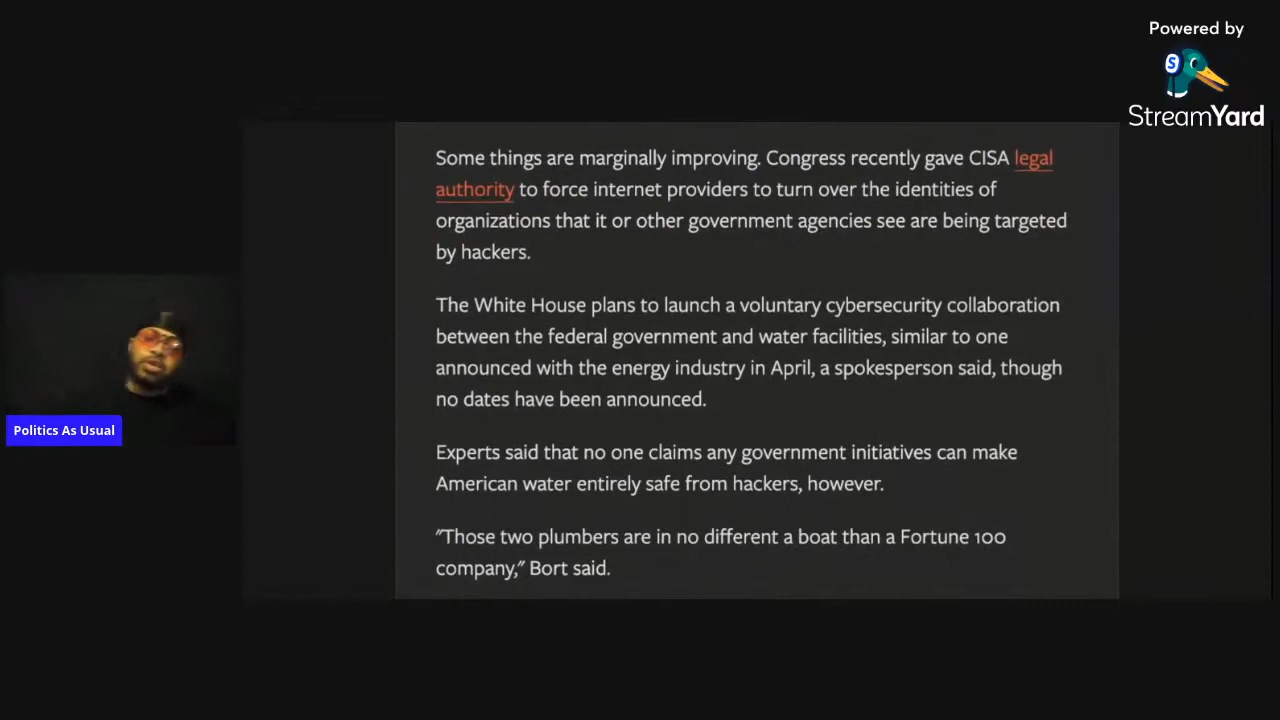 Powered by
S
StreamYard
Some things are marginally improving. Congress recently gave CISA legal
authority to force internet providers to turn over the identities of
organizations that it or other government agencies see are being targeted
by hackers.
The White House plans to launch a voluntary cybersecurity collaboration
between the federal government and water facilities, similar to one
announced with the energy industry in April, a spokesperson said, though
no dates have been announced.
Experts said that no one claims any government initiatives can make
American water entirely safe from hackers, however.
"Those two plumbers are in no different a boat than a Fortune 100
company," Bort said.
Politics As Usual